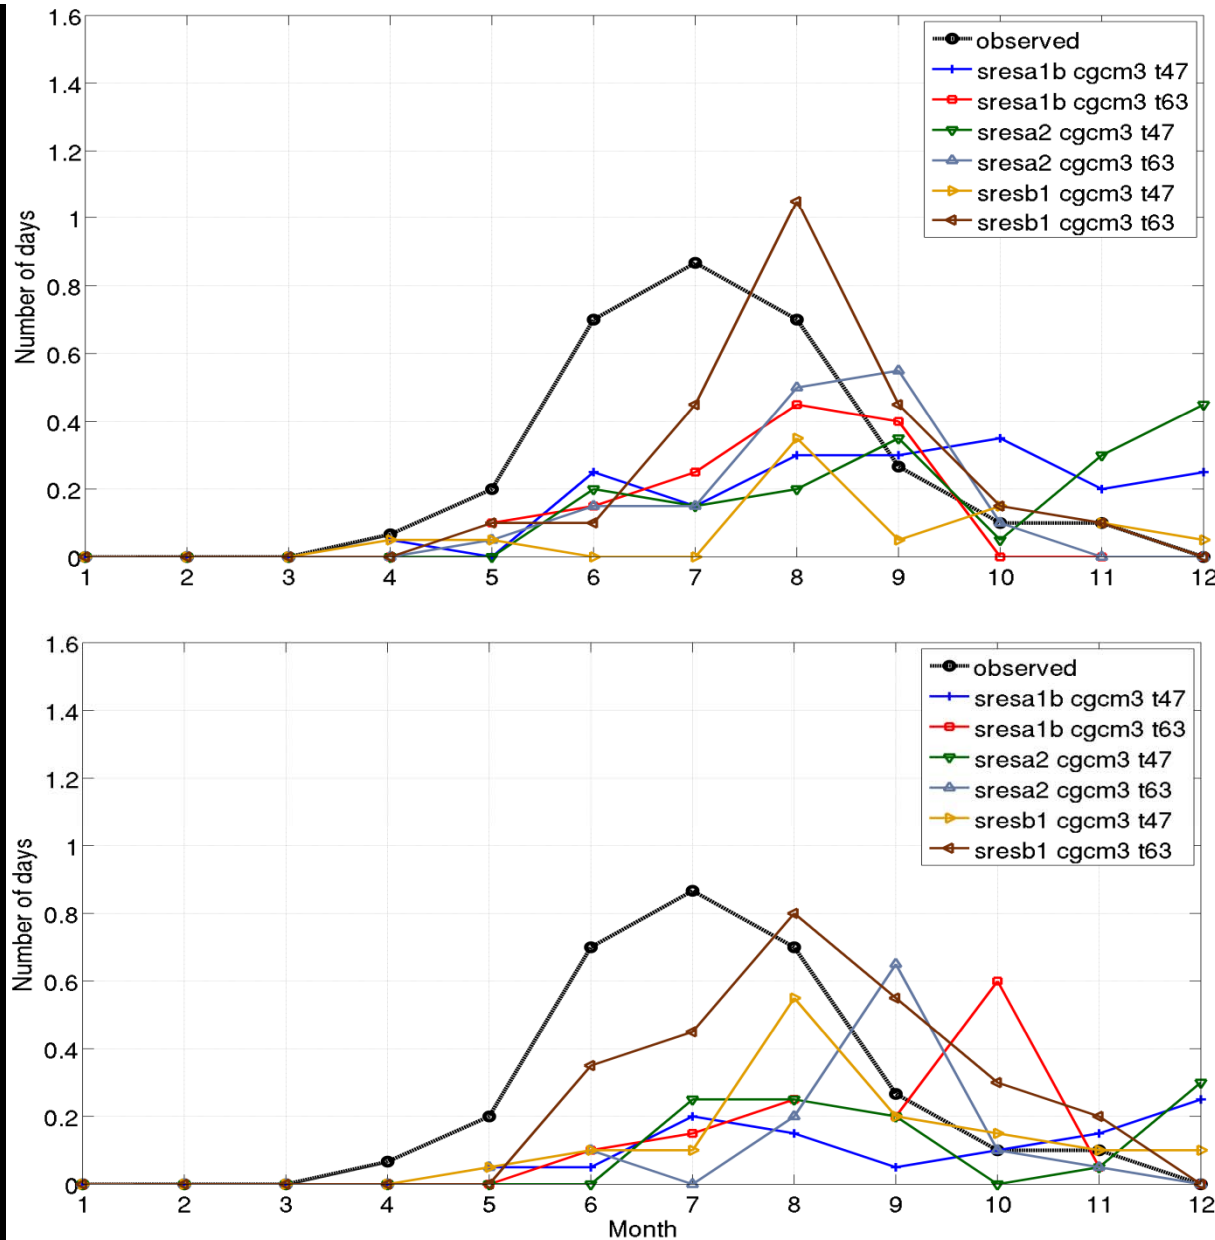 1.6
1.4
1.2
1
0.8
0.6
0.4
0.2
0
Number of days
observed
sresa1b cgcm3 t47
sresa1b cgcm3 t63
sresa2 cgcm3 t47
sresa2 cgcm3 t63
sresb1 cgcm3 t47
sresb1 cgcm3 t63
1 2 3 4 5 6 7 8 9 10 11 12
1.6
1.4
1.2
1
0.8
0.6
0.4
0.2
0
Number of days
observed
sresa1b cgcm3 t47
sresa1b cgcm3 t63
sresa2 cgcm3 t47
sresa2 cgcm3 t63
sresb1 cgcm3 t47
sresb1 cgcm3 t63
1 2 3 4 5 6 7 8 9 10 11 12
Month